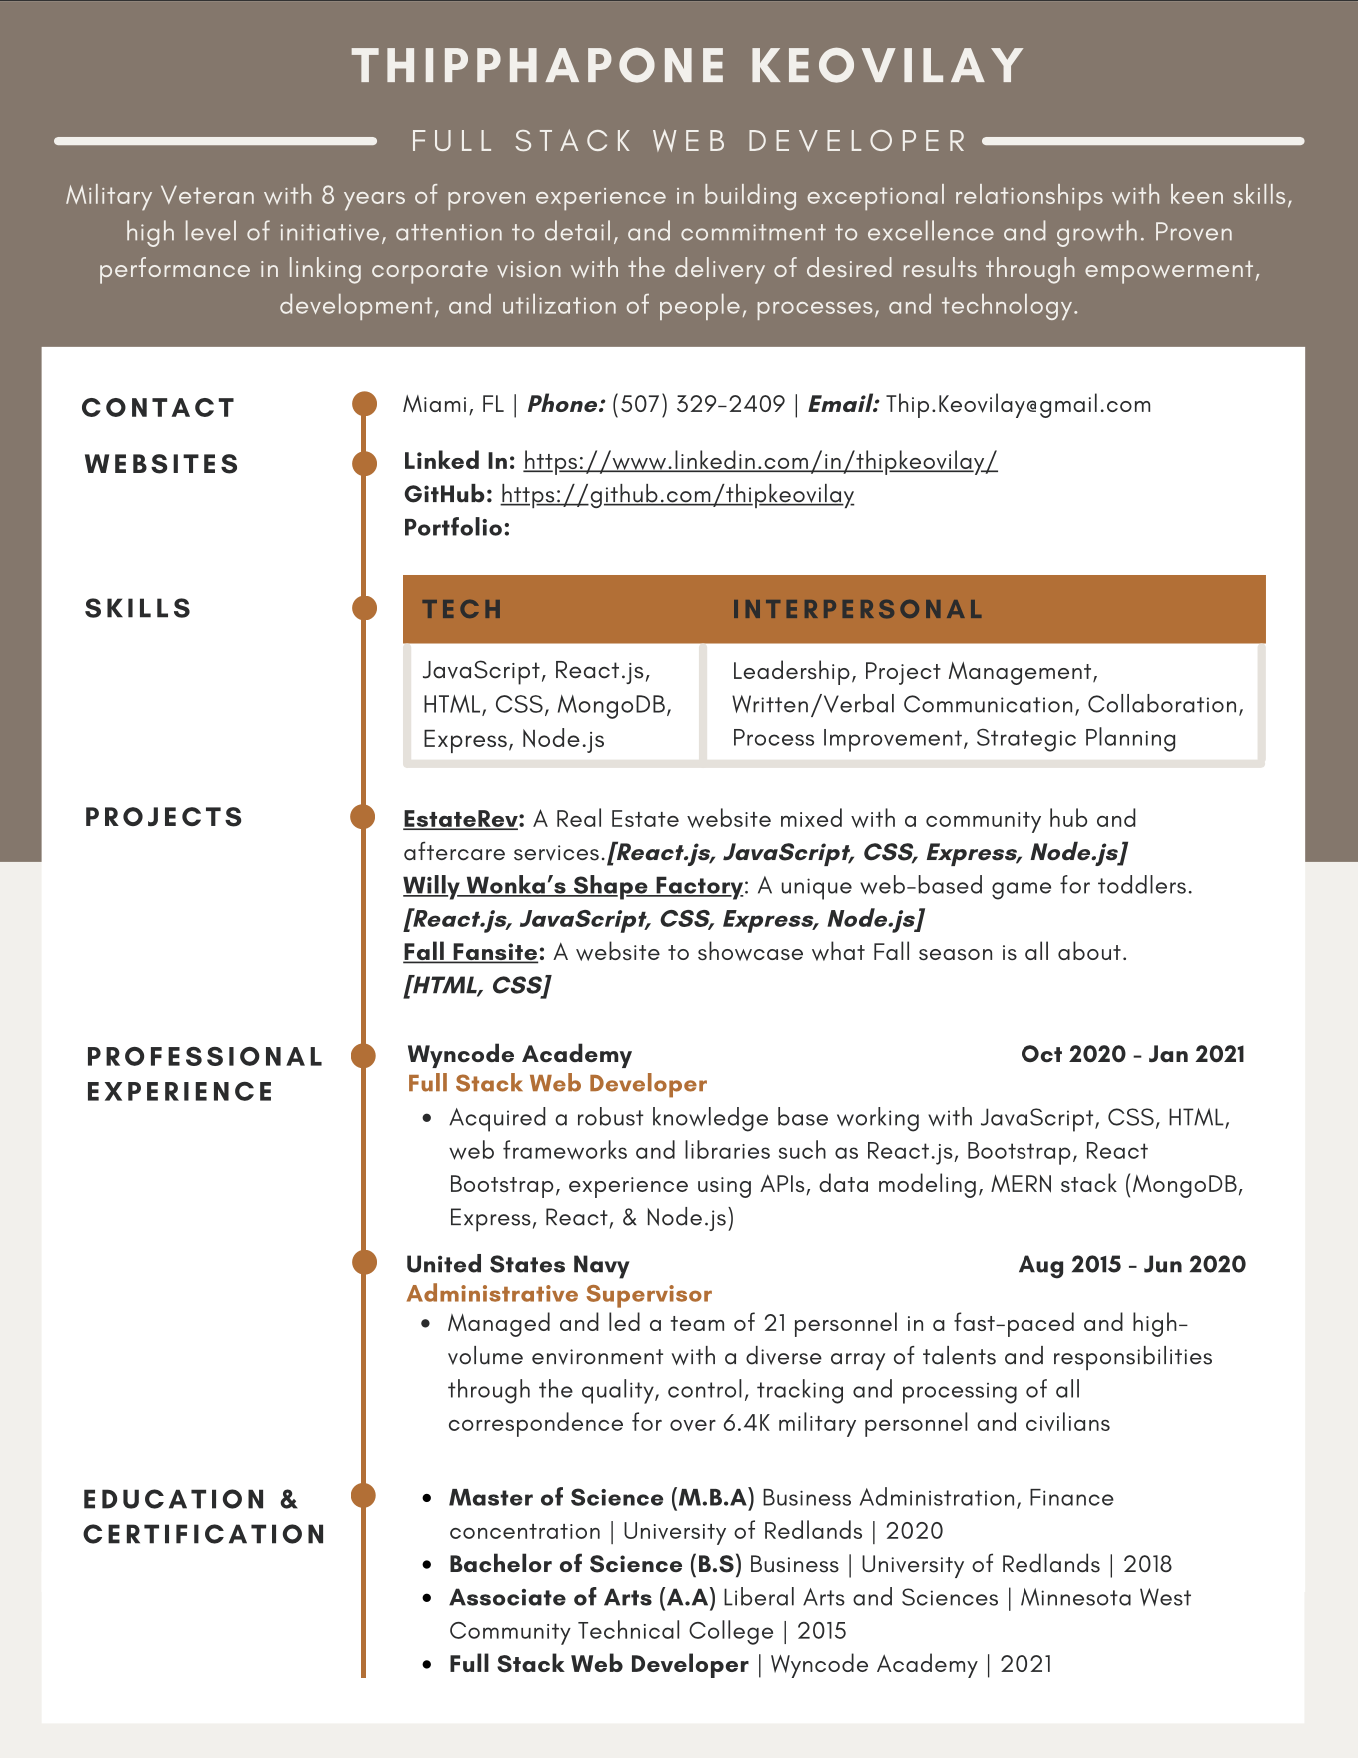 THIPPHAPONE KEOVILAY
FULL STACK WEB DEVELOPER
Military Veteran with 8 years of proven experience in building exceptional relationships with keen skills,
high level of initiative, attention to detail, and commitment to excellence and growth. Proven
performance in linking corporate vision with the delivery of desired results through empowerment,
development, and utilization of people, processes, and technology.
CONTACT
Miami, FL | Phone: (507) 329-2409 | Email: Thip.Keovilay@gmail.com
WEBSITES
Linked In: https://www.linkedin.com/in/thipkeovilay/
GitHub: https://github.com/thipkeovilay
Portfolio:
SKILLS
TECH
JavaScript, React.js,
HTML, CSS, MongoDB,
Express, Node.js
INTERPERSONAL
Leadership, Project Management,
Written/Verbal Communication, Collaboration,
Process Improvement, Strategic Planning
PROJECTS
EstateRev: A Real Estate website mixed with a community hub and
aftercare services.[React.js, JavaScript, CSS, Express, Node.js]
Willy Wonka's Shape Factory: A unique web-based game for toddlers.
[React.js, JavaScript, CSS, Express, Node.js]
Fall Fansite: A website to showcase what Fall season is all about.
[HTML, CSS]
PROFESSIONAL
EXPERIENCE
Wyncode Academy Oct 2020 - Jan 2021
Full Stack Web Developer
• Acquired a robust knowledge base working with JavaScript, CSS, HTML,
web frameworks and libraries such as React.js, Bootstrap, React
Bootstrap, experience using APIs, data modeling, MERN stack (MongoDB,
Express, React, & Node.js)
United States Navy Aug 2015 - Jun 2020
Administrative Supervisor
• Managed and led a team of 21 personnel in a fast-paced and high-
volume environment with a diverse array of talents and responsibilities
through the quality, control, tracking and processing of all
correspondence for over 6.4K military personnel and civilians
EDUCATION &
CERTIFICATION
• Master of Science (M.B.A) Business Administration, Finance
concentration | University of Redlands | 2020
• Bachelor of Science (B.S) Business | University of Redlands | 2018
• Associate of Arts (A.A) Liberal Arts and Sciences | Minnesota West
Community Technical College | 2015
• Full Stack Web Developer | Wyncode Academy | 2021